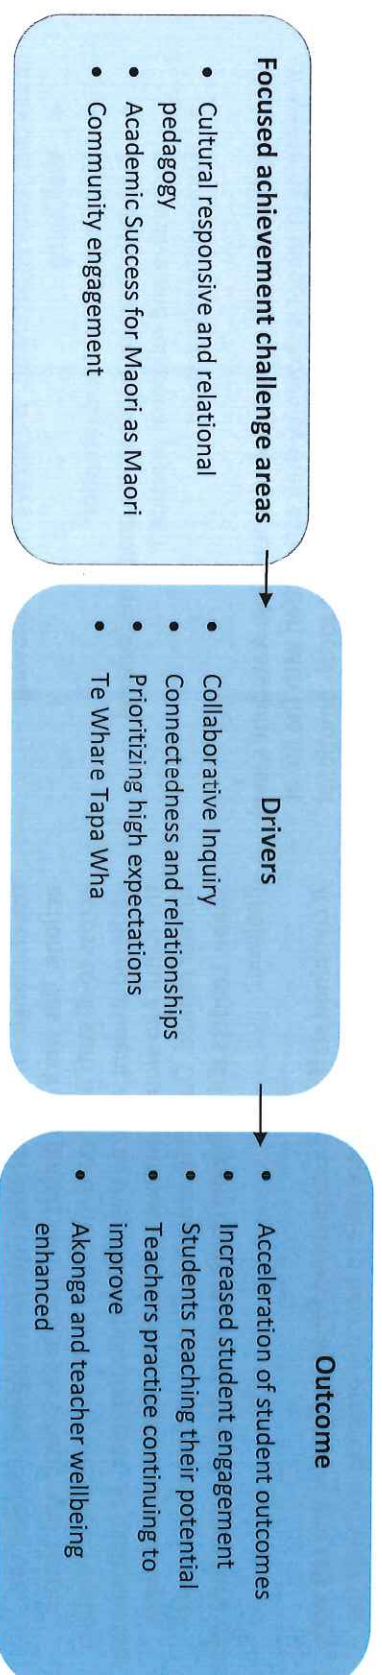 Focused achievement challenge areas
• Cultural responsive and relational
pedagogy
• Academic Success for Maori as Maori
• Community engagement
Drivers
• Collaborative Inquiry
• Connectedness and relationships
• Prioritizing high expectations
• Te Whare Tapa Wha
Outcome
• Acceleration of student outcomes
• Increased student engagement
• Students reaching their potential
• Teachers practice continuing to
improve
• Akonga and teacher wellbeing
enhanced